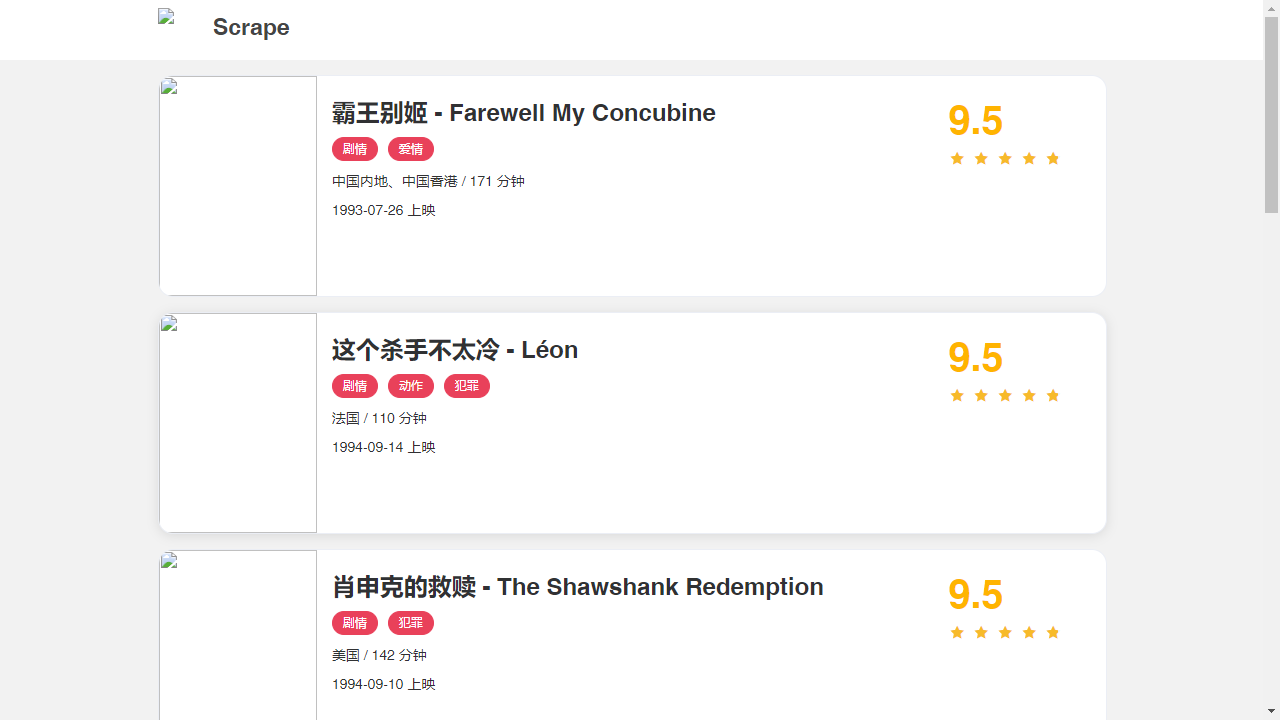 Scrape
霸王别姬 - Farewell My Concubine
9.5
剧情 爱情
中国内地、中国香港 / 171 分钟
1993-07-26 上映
这个杀手不太冷 - Léon
9.5
剧情 动作 犯罪
法国 / 110 分钟
1994-09-14 上映
肖申克的救赎 - The Shawshank Redemption
9.5
剧情 犯罪
美国 / 142 分钟
1994-09-10 上映